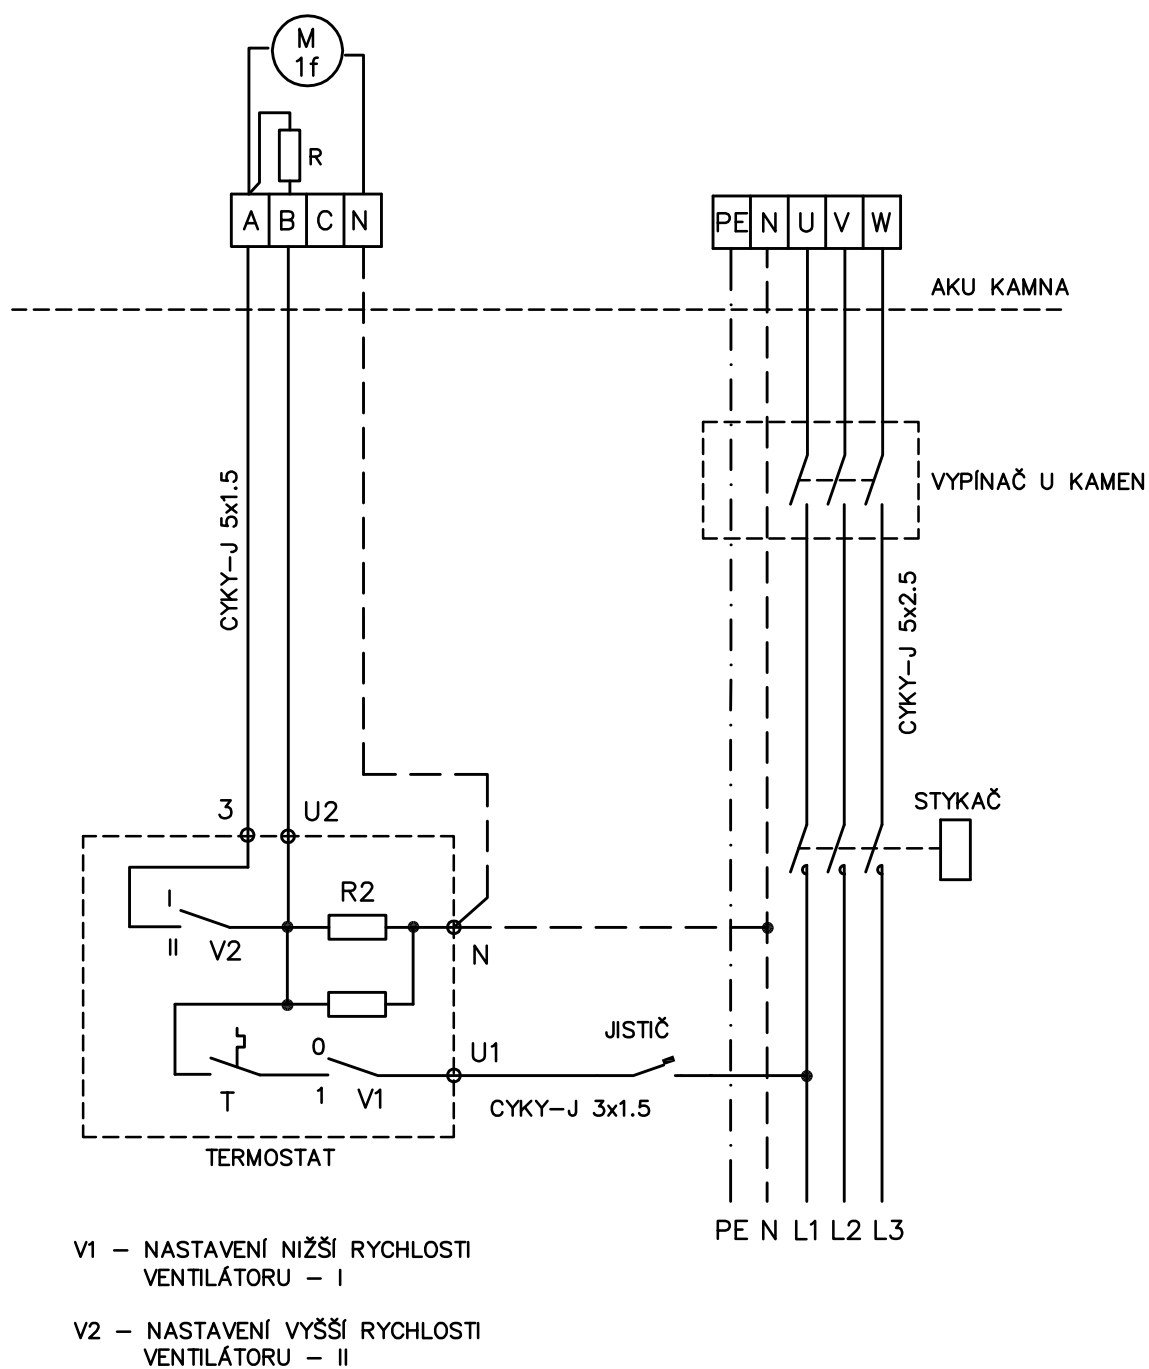 M
1f
R
A B C N
PE N U V W
AKU KAMNA
VYPÍNAČ U KAMEN
CYKY-J 5x1.5
CYKY-J 5x2.5
STYKAČ
3 U2
I
II
V2
R2
N
T
0
1
V1
U1
JISTIČ
CYKY-J 3x1.5
TERMOSTAT
PE N L1 L2 L3
V1 – NASTAVENÍ NIŽŠÍ RYCHLOSTI
VENTILÁTORU – I
V2 – NASTAVENÍ VYŠŠÍ RYCHLOSTI
VENTILÁTORU – II